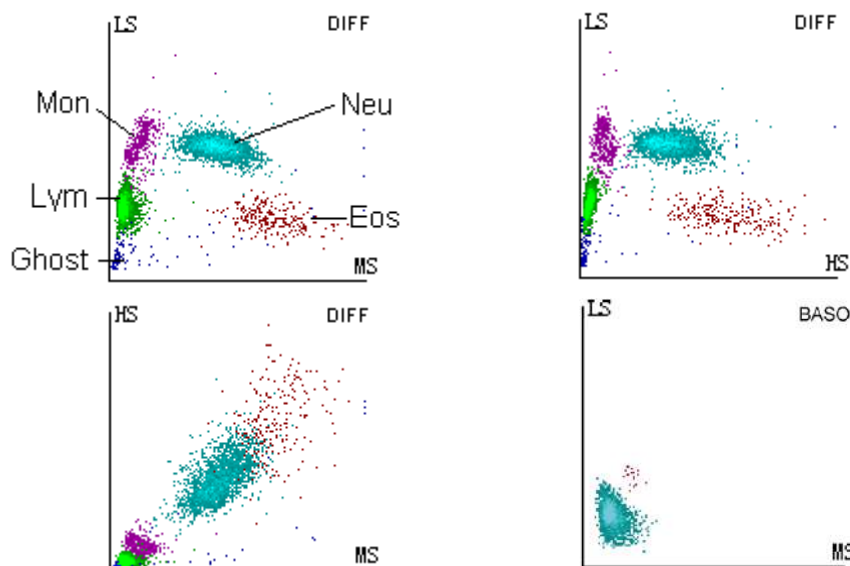 LS DIFF
Mon
Neu
Lym
Eos
Ghost
MS
LS DIFF
HS
HS DIFF
MS
LS BASO
MS